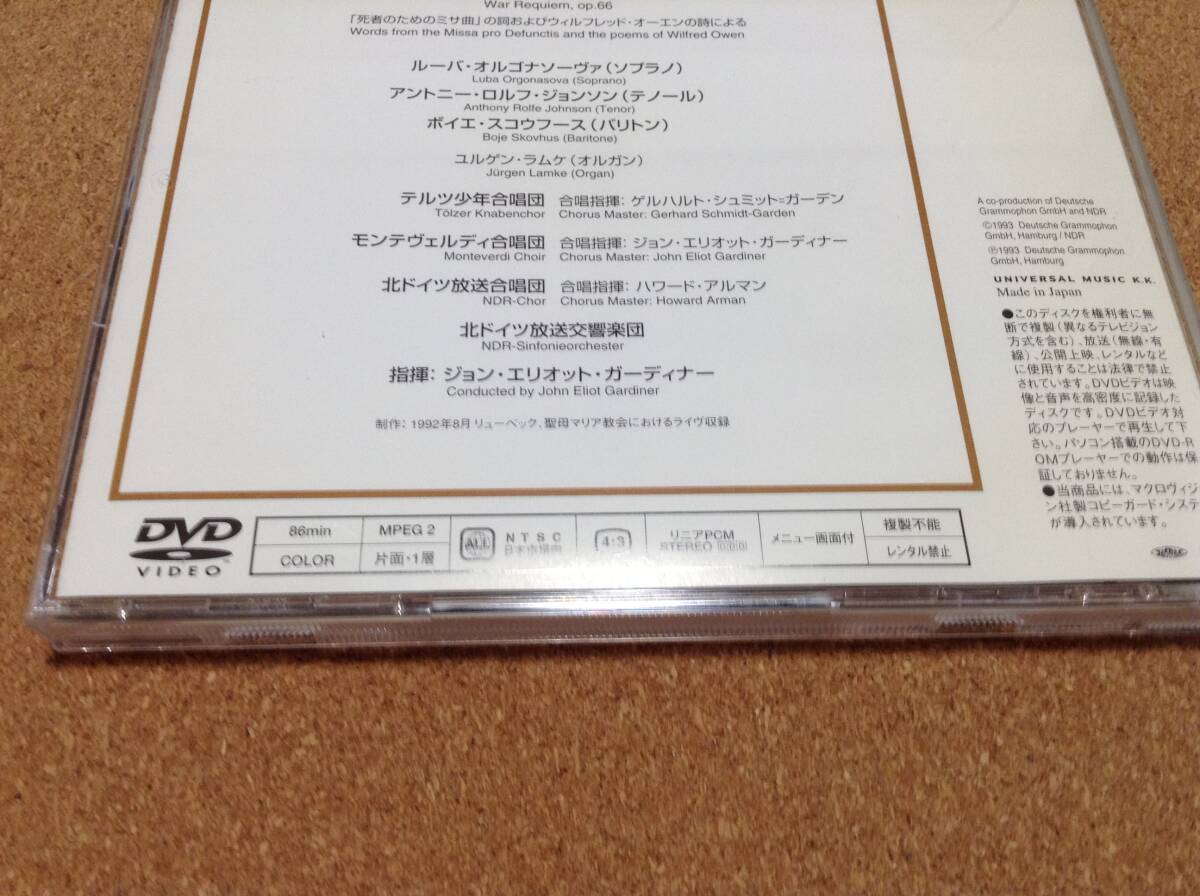 War Requiem, op.66
「死者のためのミサ曲」の詞およびウィルフレッド・オーエンの詩による
Words from the Missa pro Defunctis and the poems of Wilfred Owen
ルーバ・オルゴナソーヴァ(ソプラノ)
Luba Orgonasova (Soprano)
アントニー・ロルフ・ジョンソン(テノール)
Anthony Rolfe Johnson (Tenor)
ボイエ・スコウフース(バリトン)
Boje Skovhus (Baritone)
ユルゲン・ラムケ(オルガン)
Jürgen Lamke (Organ)
テルツ少年合唱団 合唱指揮:ゲルハルト・シュミット=ガーデン
Tölzer Knabenchor Chorus Master: Gerhard Schmidt-Garden
モンテヴェルディ合唱団 合唱指揮:ジョン・エリオット・ガーディナー
Monteverdi Choir Chorus Master: John Eliot Gardiner
北ドイツ放送合唱団 合唱指揮:ハワード・アルマン
NDR-Chor Chorus Master: Howard Arman
北ドイツ放送交響楽団
NDR-Sinfonieorchester
指揮:ジョン・エリオット・ガーディナー
Conducted by John Eliot Gardiner
制作:1992年8月 リューベック、聖母マリア教会におけるライヴ収録
A co-production of Deutsche
Grammophon GmbH and NDR
©1993 Deutsche Grammophon
GmbH, Hamburg / NDR
℗1993 Deutsche Grammophon
GmbH, Hamburg
UNIVERSAL MUSIC K.K.
Made in Japan
●このディスクを権利者に無
断で複製(異なるテレビジョン
方式を含む)、放送(無線・有
線)、公開上映、レンタルなど
に使用することは法律で禁止
されています。DVDビデオは映
像と音声を高密度に記録した
ディスクです。DVDビデオ対
応のプレーヤーで再生して下
さい。パソコン搭載のDVD-R
OMプレーヤーでの動作は保
証しておりません。
●当商品には、マクロヴィジ
ン社製コピーガード・システ
が導入されています。
DVD
VIDEO
86min MPEG 2
COLOR 片面・1層
ALL NTSC
日本市場向
4:3
リニアPCM
STEREO DDD
メニュー画面付
複製不能
レンタル禁止